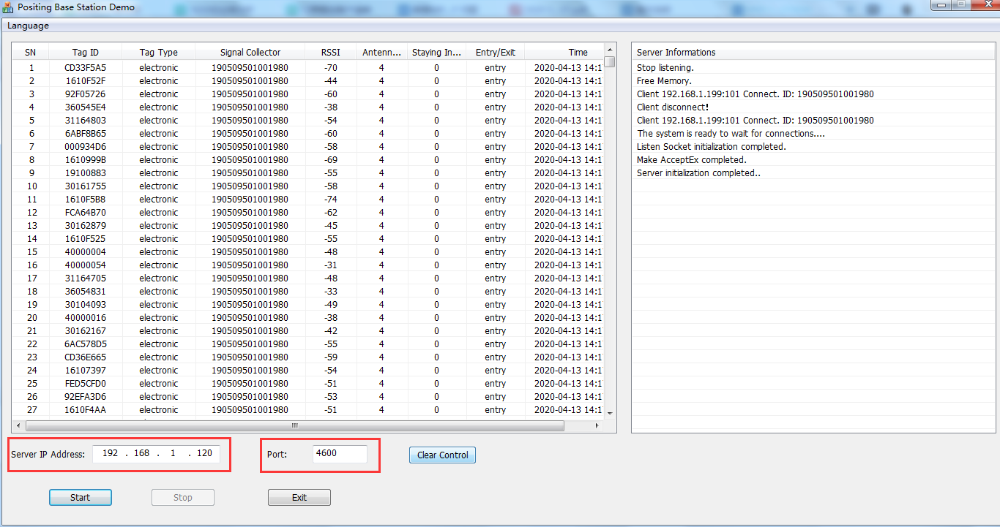 Positing Base Station Demo
Language
SN Tag ID Tag Type Signal Collector RSSI Antenn... Staying In... Entry/Exit Time
1 CD33F5A5 electronic 190509501001980 -70 4 0 entry 2020-04-13 14:1
2 1610F52F electronic 190509501001980 -44 4 0 entry 2020-04-13 14:1
3 92F05726 electronic 190509501001980 -60 4 0 entry 2020-04-13 14:1
4 360545E4 electronic 190509501001980 -38 4 0 entry 2020-04-13 14:1
5 31164803 electronic 190509501001980 -54 4 0 entry 2020-04-13 14:1
6 6ABF8B65 electronic 190509501001980 -60 4 0 entry 2020-04-13 14:1
7 000934D6 electronic 190509501001980 -58 4 0 entry 2020-04-13 14:1
8 1610999B electronic 190509501001980 -69 4 0 entry 2020-04-13 14:1
9 19100883 electronic 190509501001980 -55 4 0 entry 2020-04-13 14:1
10 30161755 electronic 190509501001980 -58 4 0 entry 2020-04-13 14:1
11 1610F5B8 electronic 190509501001980 -74 4 0 entry 2020-04-13 14:1
12 FCA64B70 electronic 190509501001980 -62 4 0 entry 2020-04-13 14:1
13 30162879 electronic 190509501001980 -45 4 0 entry 2020-04-13 14:1
14 1610F525 electronic 190509501001980 -55 4 0 entry 2020-04-13 14:1
15 40000004 electronic 190509501001980 -48 4 0 entry 2020-04-13 14:1
16 40000054 electronic 190509501001980 -31 4 0 entry 2020-04-13 14:1
17 31164705 electronic 190509501001980 -48 4 0 entry 2020-04-13 14:1
18 36054831 electronic 190509501001980 -33 4 0 entry 2020-04-13 14:1
19 30104093 electronic 190509501001980 -49 4 0 entry 2020-04-13 14:1
20 40000016 electronic 190509501001980 -38 4 0 entry 2020-04-13 14:1
21 30162167 electronic 190509501001980 -42 4 0 entry 2020-04-13 14:1
22 6AC578D5 electronic 190509501001980 -55 4 0 entry 2020-04-13 14:1
23 CD36E665 electronic 190509501001980 -59 4 0 entry 2020-04-13 14:1
24 16107397 electronic 190509501001980 -54 4 0 entry 2020-04-13 14:1
25 FED5CFD0 electronic 190509501001980 -51 4 0 entry 2020-04-13 14:1
26 92EFA3D6 electronic 190509501001980 -53 4 0 entry 2020-04-13 14:1
27 1610F4AA electronic 190509501001980 -51 4 0 entry 2020-04-13 14:1
Server Informations
Stop listening.
Free Memory.
Client 192.168.1.199:101 Connect. ID: 190509501001980
Client disconnect!
Client 192.168.1.199:101 Connect. ID: 190509501001980
The system is ready to wait for connections....
Listen Socket initialization completed.
Make AcceptEx completed.
Server initialization completed..
Server IP Address: 192 . 168 . 1 . 120 Port: 4600 Clear Control
Start Stop Exit